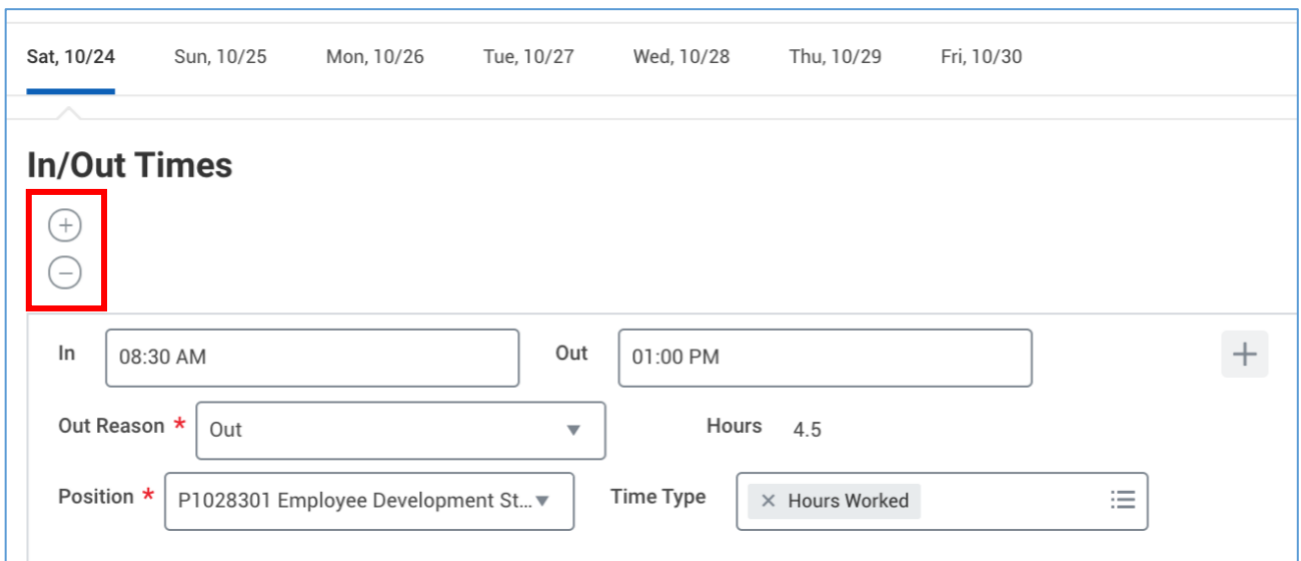 Sat, 10/24 Sun, 10/25 Mon, 10/26 Tue, 10/27 Wed, 10/28 Thu, 10/29 Fri, 10/30
In/Out Times
In 08:30 AM Out 01:00 PM
Out Reason * Out Hours 4.5
Position * P1028301 Employee Development St... Time Type × Hours Worked